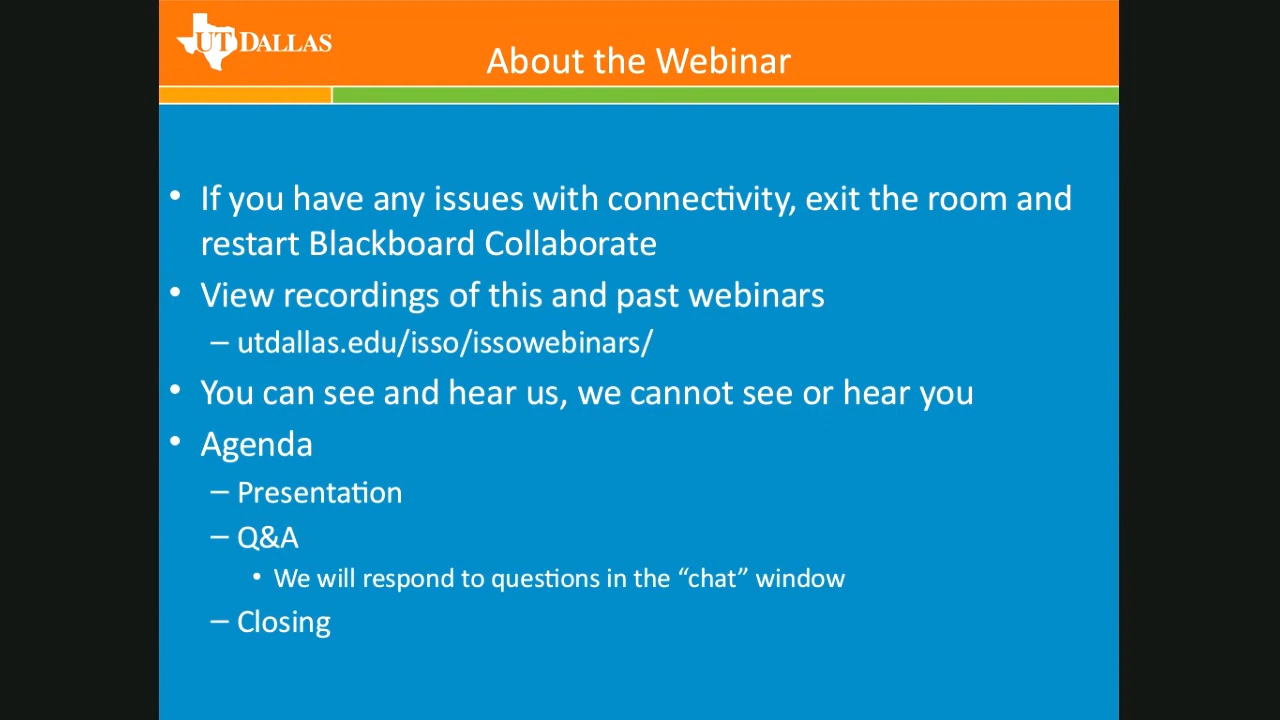 UT DALLAS
About the Webinar
• If you have any issues with connectivity, exit the room and
restart Blackboard Collaborate
• View recordings of this and past webinars
– utdallas.edu/isso/issowebinars/
• You can see and hear us, we cannot see or hear you
• Agenda
– Presentation
– Q&A
• We will respond to questions in the “chat” window
– Closing